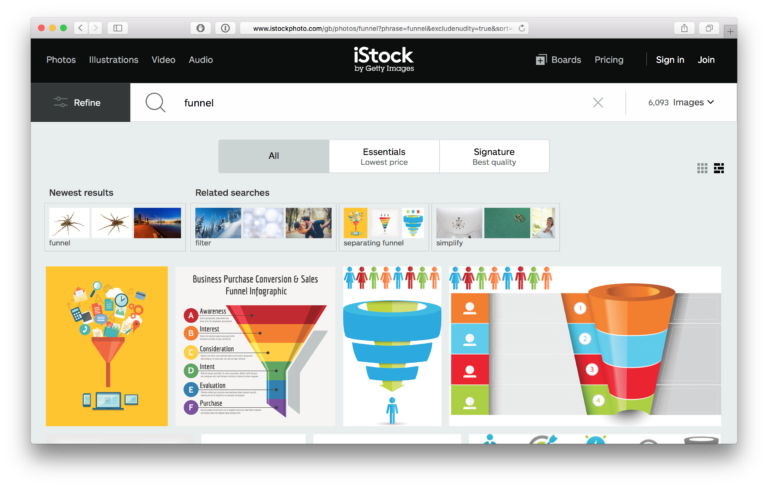 www.istockphoto.com/gb/photos/funnel?phrase=funnel&excludenudity=true&sort=
Photos Illustrations Video Audio
iStock
by Getty Images
Boards Pricing
Sign in Join
Refine
funnel
6,093 Images
All
Essentials
Lowest price
Signature
Best quality
Newest results
Related searches
funnel
filter
separating funnel
simplify
Business Purchase Conversion & Sales
Funnel Infographic
A Awareness
B Interest
C Consideration
D Intent
E Evaluation
F Purchase
1
3
4